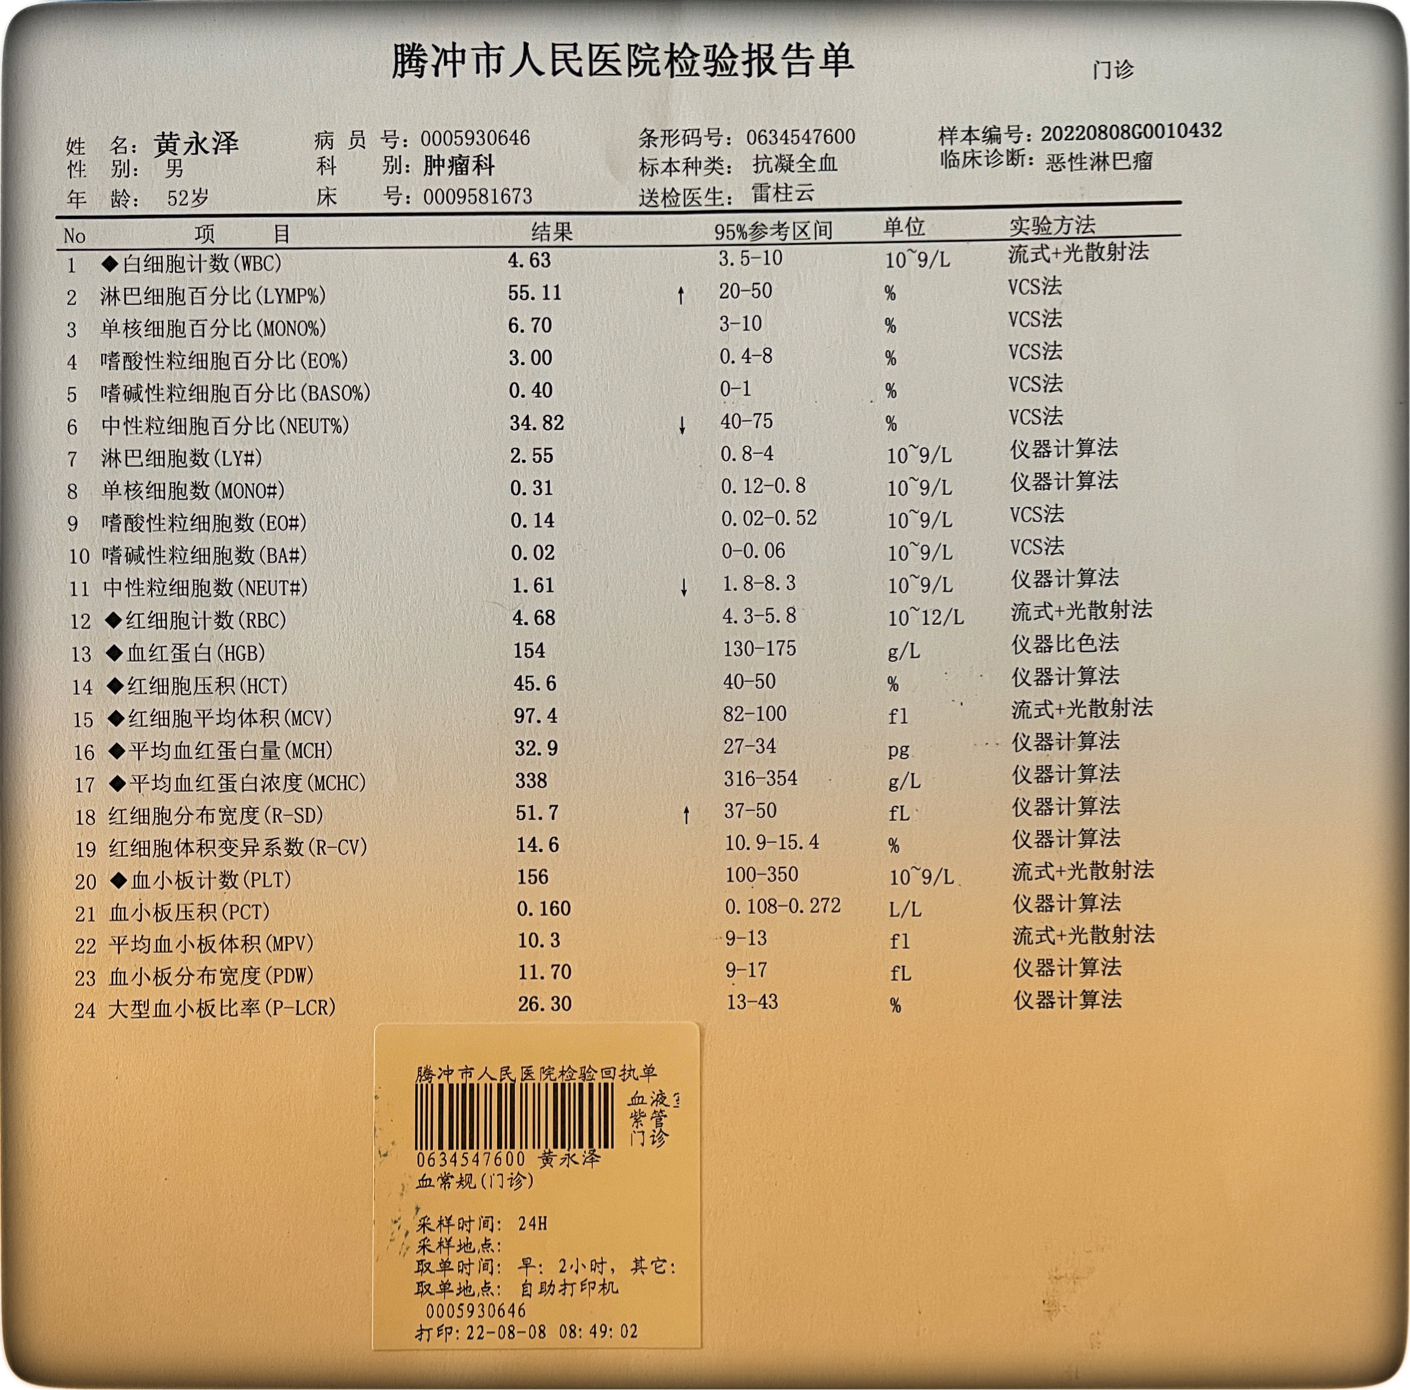 腾冲市人民医院检验报告单 门诊
姓 名: 黄永泽 病 员 号: 0005930646 条形码号: 0634547600 样本编号: 20220808G0010432
性 别: 男 科 别: 肿瘤科 标本种类: 抗凝全血 临床诊断: 恶性淋巴瘤
年 龄: 52岁 床 号: 0009581673 送检医生: 雷柱云
No 项 目 结果 95%参考区间 单位 实验方法
1 ◆白细胞计数(WBC) 4.63 3.5-10 10~9/L 流式+光散射法
2 淋巴细胞百分比(LYMP%) 55.11 ↑ 20-50 % VCS法
3 单核细胞百分比(MONO%) 6.70 3-10 % VCS法
4 嗜酸性粒细胞百分比(EO%) 3.00 0.4-8 % VCS法
5 嗜碱性粒细胞百分比(BASO%) 0.40 0-1 % VCS法
6 中性粒细胞百分比(NEUT%) 34.82 ↓ 40-75 % VCS法
7 淋巴细胞数(LY#) 2.55 0.8-4 10~9/L 仪器计算法
8 单核细胞数(MONO#) 0.31 0.12-0.8 10~9/L 仪器计算法
9 嗜酸性粒细胞数(EO#) 0.14 0.02-0.52 10~9/L VCS法
10 嗜碱性粒细胞数(BA#) 0.02 0-0.06 10~9/L VCS法
11 中性粒细胞数(NEUT#) 1.61 ↓ 1.8-8.3 10~9/L 仪器计算法
12 ◆红细胞计数(RBC) 4.68 4.3-5.8 10~12/L 流式+光散射法
13 ◆血红蛋白(HGB) 154 130-175 g/L 仪器比色法
14 ◆红细胞压积(HCT) 45.6 40-50 % 仪器计算法
15 ◆红细胞平均体积(MCV) 97.4 82-100 fl 流式+光散射法
16 ◆平均血红蛋白量(MCH) 32.9 27-34 pg 仪器计算法
17 ◆平均血红蛋白浓度(MCHC) 338 316-354 g/L 仪器计算法
18 红细胞分布宽度(R-SD) 51.7 ↑ 37-50 fL 仪器计算法
19 红细胞体积变异系数(R-CV) 14.6 10.9-15.4 % 仪器计算法
20 ◆血小板计数(PLT) 156 100-350 10~9/L 流式+光散射法
21 血小板压积(PCT) 0.160 0.108-0.272 L/L 仪器计算法
22 平均血小板体积(MPV) 10.3 9-13 fl 流式+光散射法
23 血小板分布宽度(PDW) 11.70 9-17 fL 仪器计算法
24 大型血小板比率(P-LCR) 26.30 13-43 % 仪器计算法
腾冲市人民医院检验回执单
血液
紫管
门诊
0634547600 黄永泽
血常规(门诊)
采样时间: 24H
采样地点:
取单时间: 早: 2小时, 其它:
取单地点: 自助打印机
0005930646
打印:22-08-08 08:49:02